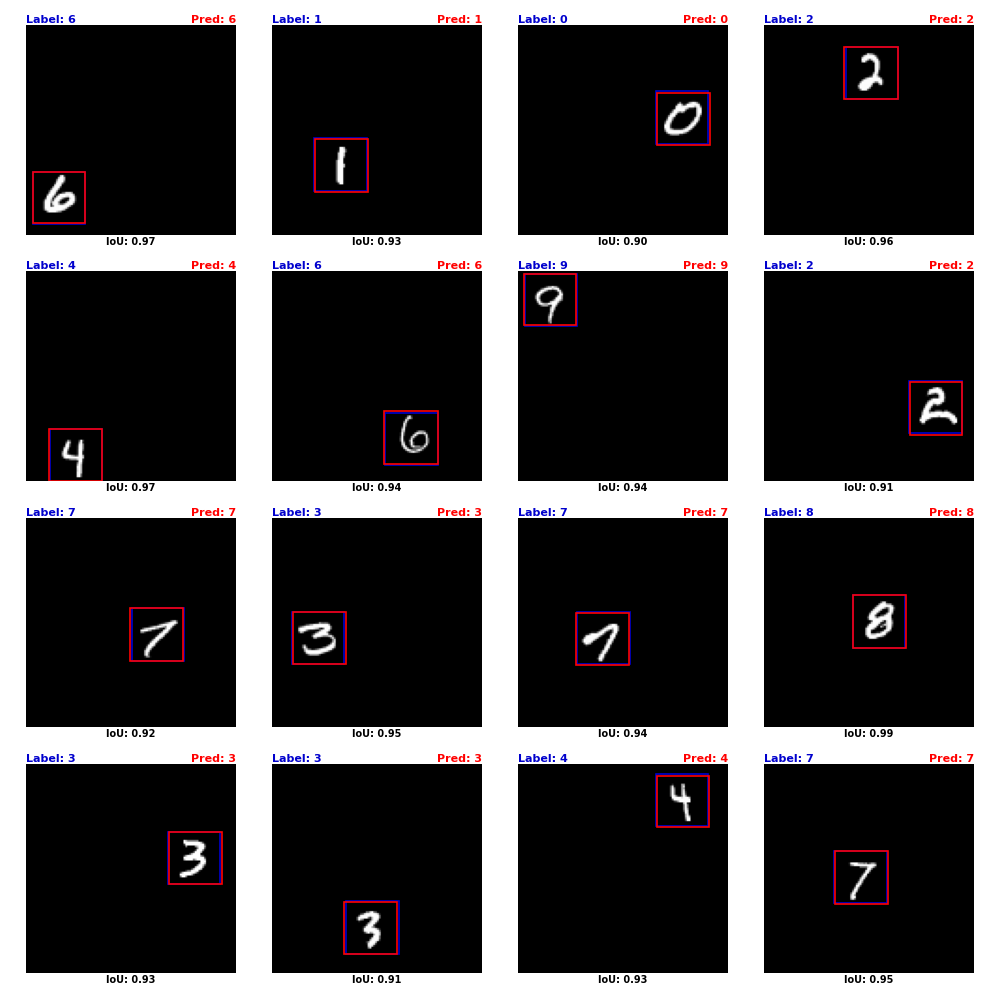 Label: 6 Pred: 6 Label: 1 Pred: 1 Label: 0 Pred: 0 Label: 2 Pred: 2
6 1 0 2
IoU: 0.97 IoU: 0.93 IoU: 0.90 IoU: 0.96
Label: 4 Pred: 4 Label: 6 Pred: 6 Label: 9 Pred: 9 Label: 2 Pred: 2
4 6 9 2
IoU: 0.97 IoU: 0.94 IoU: 0.94 IoU: 0.91
Label: 7 Pred: 7 Label: 3 Pred: 3 Label: 7 Pred: 7 Label: 8 Pred: 8
7 3 7 8
IoU: 0.92 IoU: 0.95 IoU: 0.94 IoU: 0.99
Label: 3 Pred: 3 Label: 3 Pred: 3 Label: 4 Pred: 4 Label: 7 Pred: 7
3 3 4 7
IoU: 0.93 IoU: 0.91 IoU: 0.93 IoU: 0.95